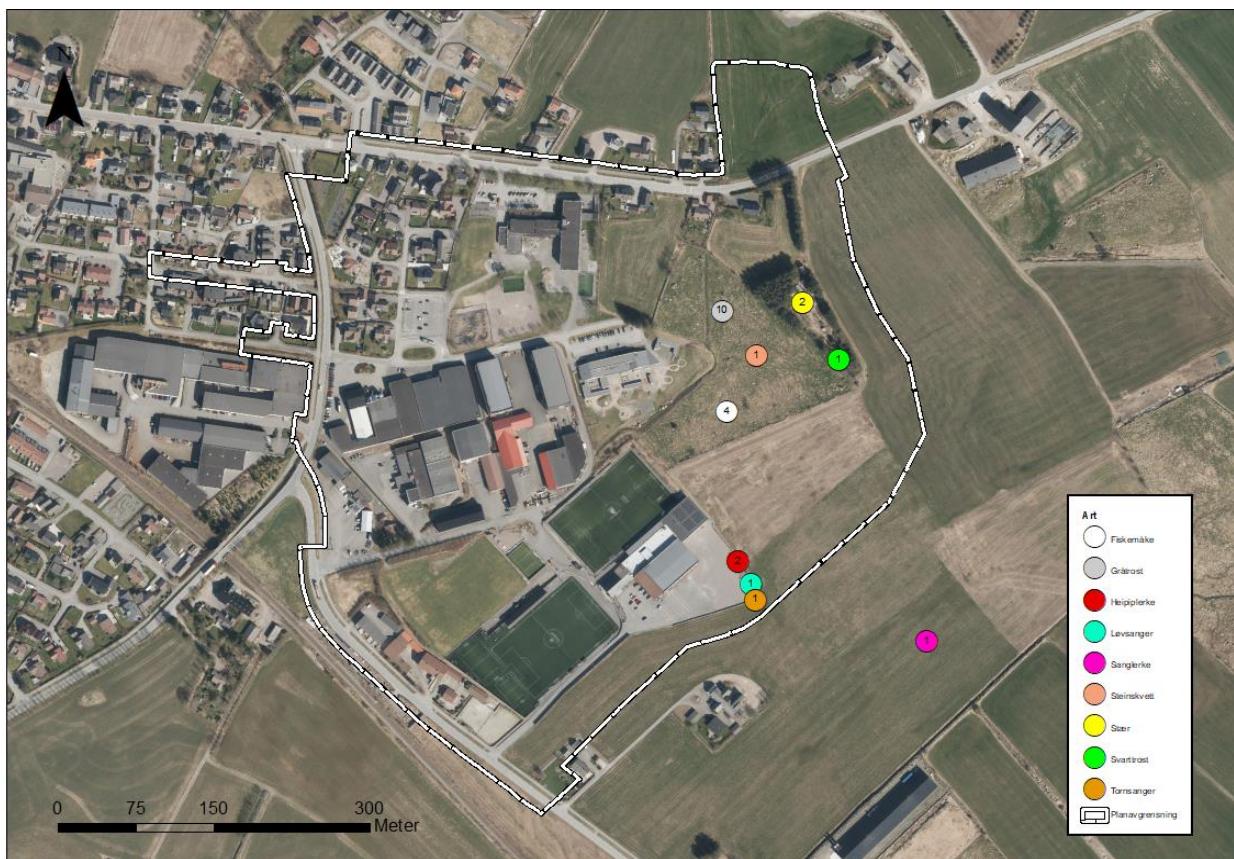 N
10
2
1
1
4
2
1
1
1
Art
Fiskemåke
Gråtrost
Heipiplerke
Løvsanger
Sanglerke
Steinskvett
Stær
Svarttrost
Tornsanger
Planavgrensning
0 75 150 300
Meter